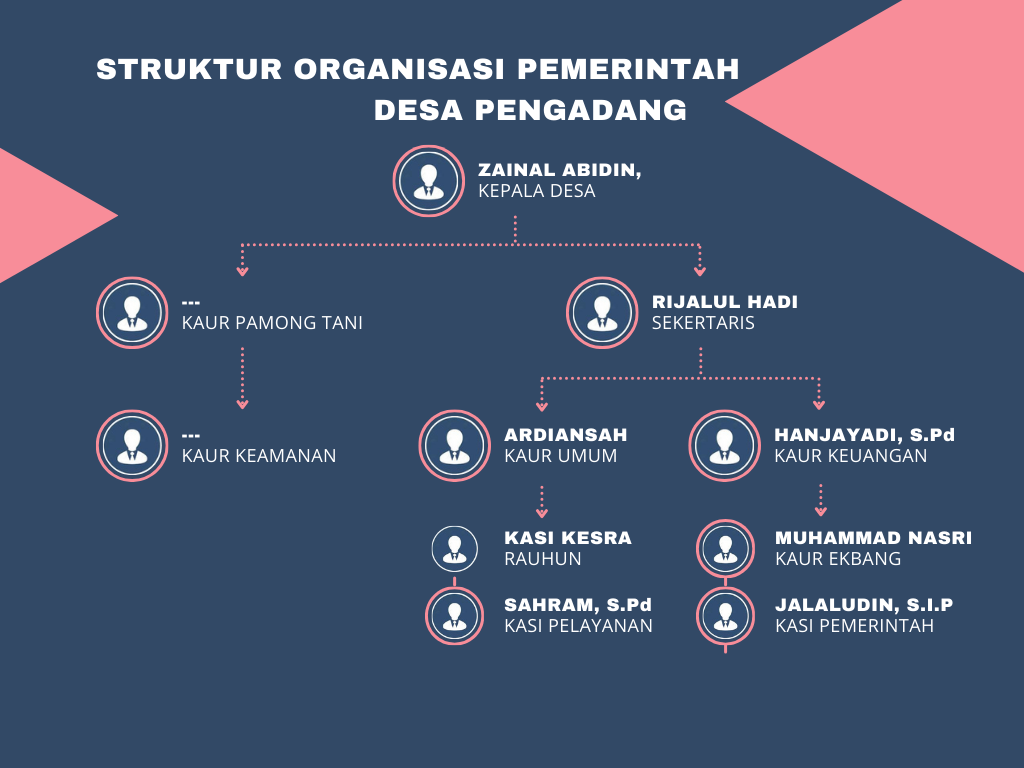 STRUKTUR ORGANISASI PEMERINTAH
DESA PENGADANG
ZAINAL ABIDIN,
KEPALA DESA
---
KAUR PAMONG TANI
RIJALUL HADI
SEKERTARIS
---
KAUR KEAMANAN
ARDIANSAH
KAUR UMUM
HANJAYADI, S.Pd
KAUR KEUANGAN
KASI KESRA
RAUHUN
MUHAMMAD NASRI
KAUR EKBANG
SAHRAM, S.Pd
KASI PELAYANAN
JALALUDIN, S.I.P
KASI PEMERINTAH